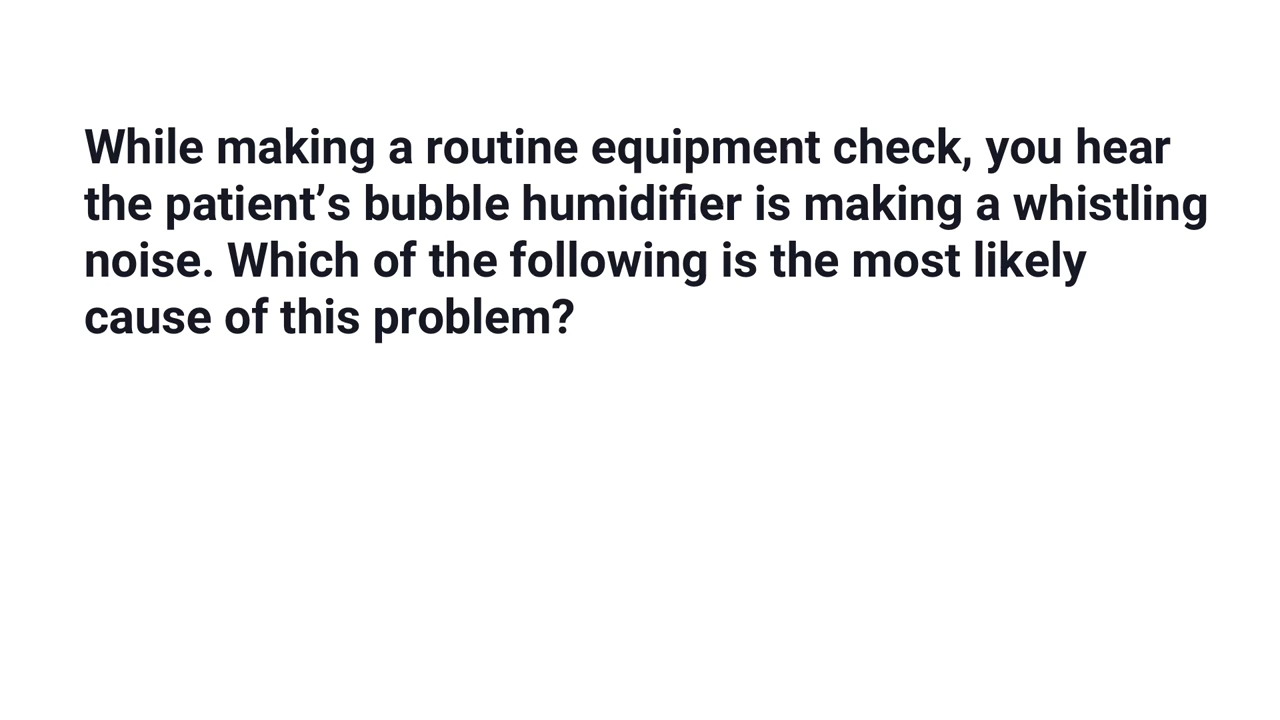 While making a routine equipment check, you hear
the patient’s bubble humidifier is making a whistling
noise. Which of the following is the most likely
cause of this problem?